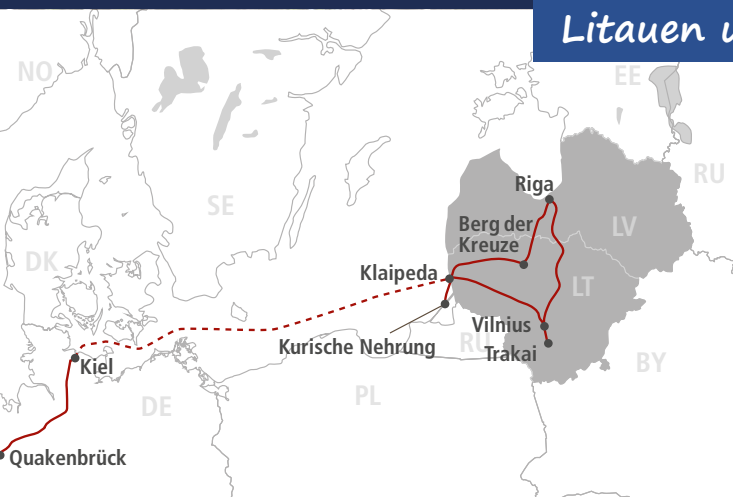 Litauen u
NO
EE
RU
Riga
SE
Berg der
Kreuze
LV
DK
Klaipeda
LT
Vilnius
Kurische Nehrung
RU
Trakai
Kiel
BY
PL
DE
Quakenbrück